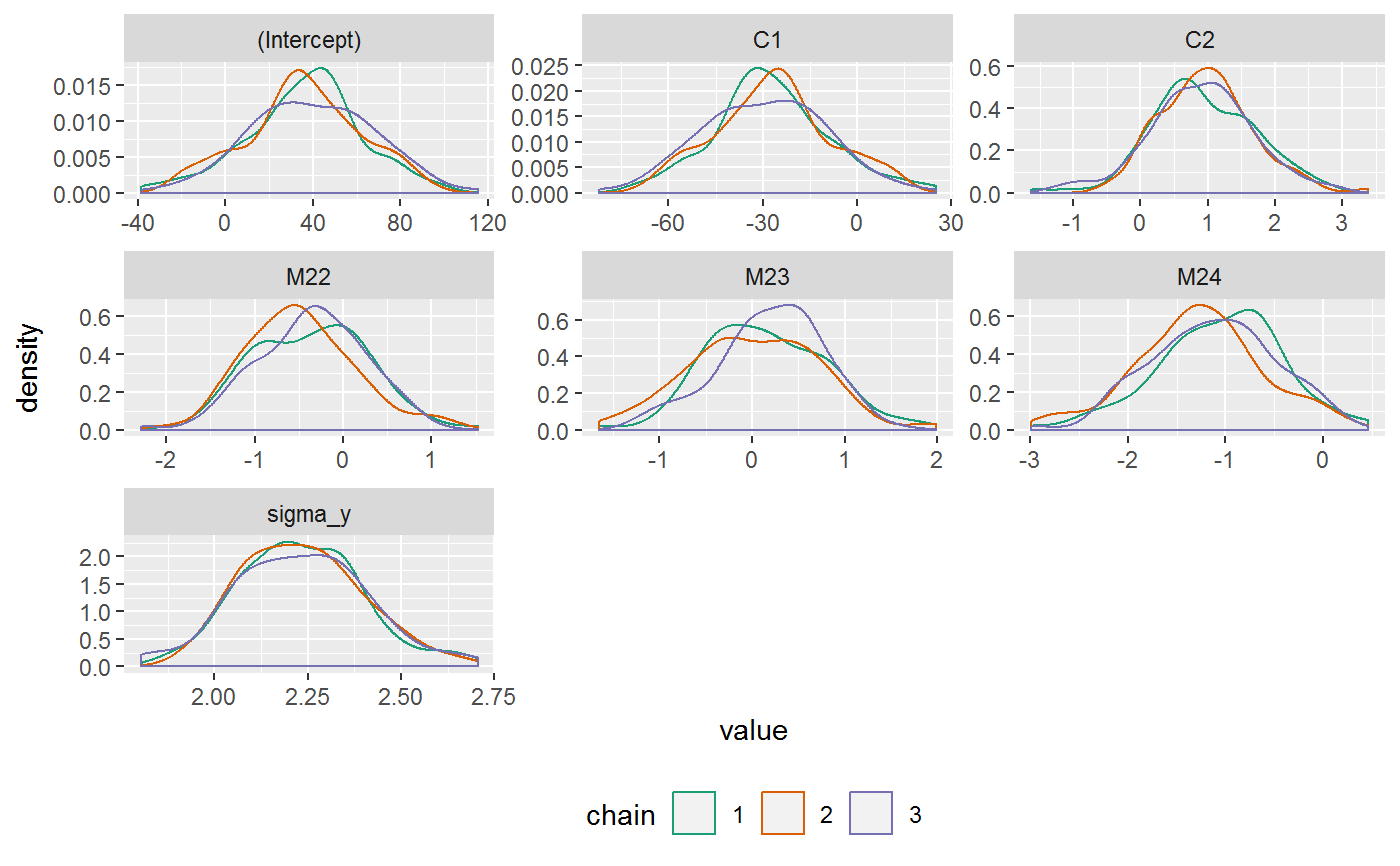 (Intercept) C1 C2
0.015 0.010 0.005 0.000
-40 0 40 80 120
0.025 0.020 0.015 0.010 0.005 0.000
-60 -30 0 30
0.6 0.4 0.2 0.0
-1 0 1 2 3
M22 M23 M24
0.6 0.4 0.2 0.0
-2 -1 0 1
0.6 0.4 0.2 0.0
-1 0 1 2
0.6 0.4 0.2 0.0
-3 -2 -1 0
density
sigma_y
2.0 1.5 1.0 0.5 0.0
2.00 2.25 2.50 2.75
value
chain 1 2 3